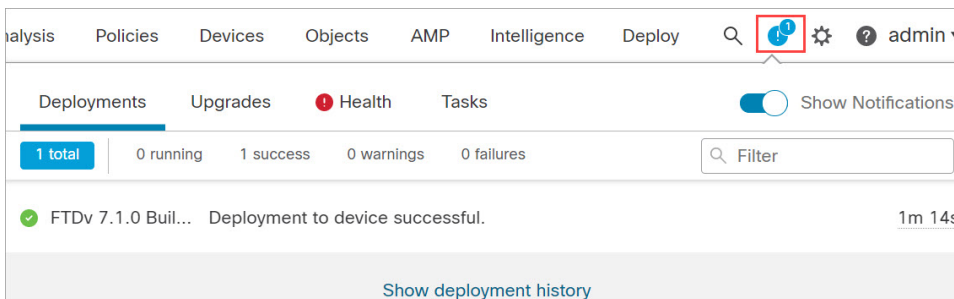 nalysis Policies Devices Objects AMP Intelligence Deploy 1 admin
Deployments Upgrades Health Tasks Show Notifications
1 total 0 running 1 success 0 warnings 0 failures Filter
FTDv 7.1.0 Buil... Deployment to device successful. 1m 14s
Show deployment history